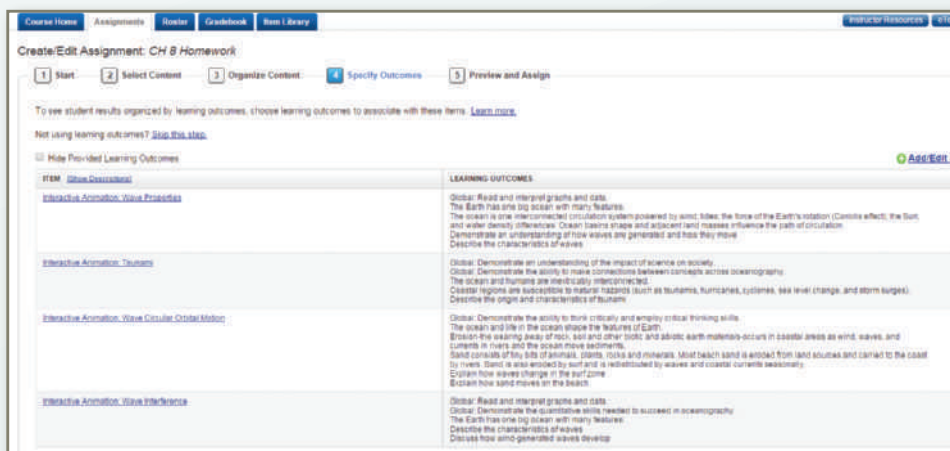 Course Home Assignments Roster Gradebook Item Library Instructor Resources
Create/Edit Assignment: CH 8 Homework
1 Start 2 Select Content 3 Organize Content 4 Specify Outcomes 5 Preview and Assign
To see student results organized by learning outcomes, choose learning outcomes to associate with these items. Learn more.
Not using learning outcomes? Skip this step.
Hide Provided Learning Outcomes
Add/Edit
ITEM (Show Descriptions) LEARNING OUTCOMES
Interactive Animation: Wave Properties
Global: Read and interpret graphs and data.
The Earth has one big ocean with many features.
The ocean is one interconnected circulation system powered by wind, tides, the force of the Earth's rotation (Coriolis effect), the Sun,
and water density differences. Ocean basins shape and adjacent land masses influence the path of circulation.
Demonstrate an understanding of how waves are generated and how they move
Describe the characteristics of waves
Interactive Animation: Tsunami
Global: Demonstrate an understanding of the impact of science on society.
Global: Demonstrate the ability to make connections between concepts across oceanography.
The ocean and humans are inextricably interconnected.
Coastal regions are susceptible to natural hazards (such as tsunamis, hurricanes, cyclones, sea level change, and storm surges).
Describe the origin and characteristics of tsunami
Interactive Animation: Wave Circular Orbital Motion
Global: Demonstrate the ability to think critically and employ critical thinking skills.
The ocean and life in the ocean shape the features of Earth.
Erosion-the wearing away of rock, soil and other biotic and abiotic earth materials-occurs in coastal areas as wind, waves, and
currents in rivers and the ocean move sediments.
Sand consists of tiny bits of animals, plants, rocks and minerals. Most beach sand is eroded from land sources and carried to the coast
by rivers. Sand is also eroded by surf and is redistributed by waves and coastal currents seasonally.
Explain how waves change in the surf zone
Explain how sand moves on the beach
Interactive Animation: Wave Interference
Global: Read and interpret graphs and data.
Global: Demonstrate the quantitative skills needed to succeed in oceanography.
The Earth has one big ocean with many features.
Describe the characteristics of waves
Discuss how wind-generated waves develop